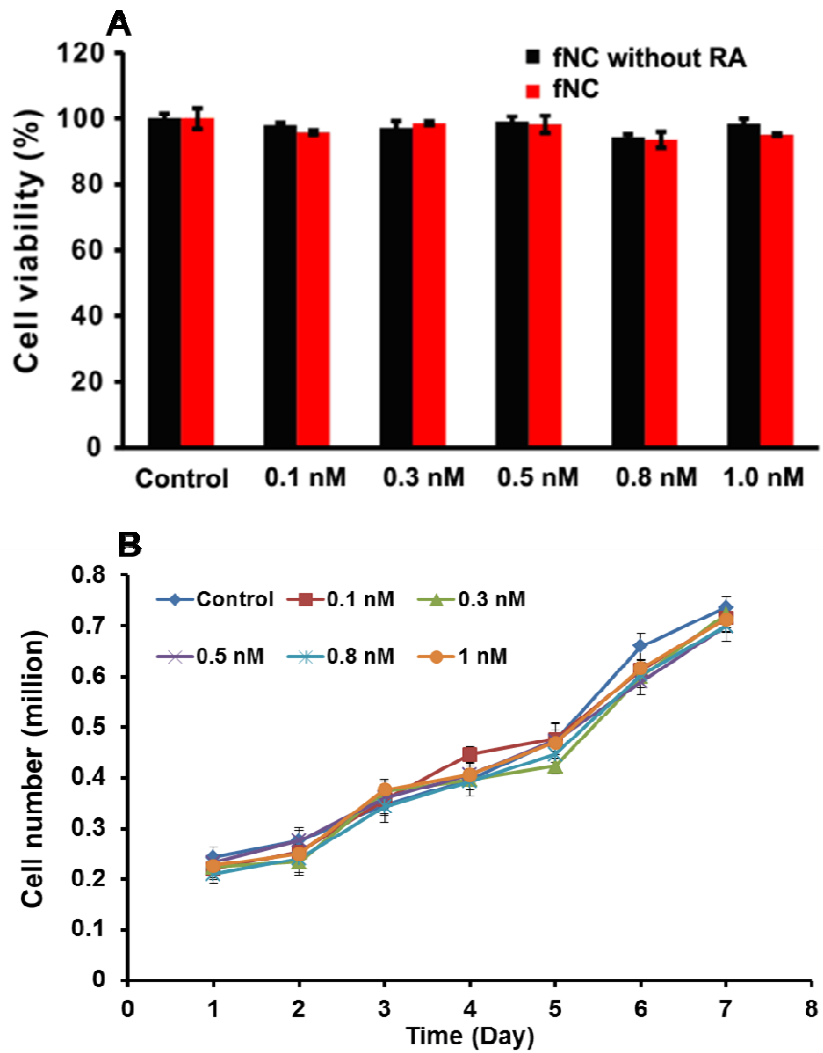 A
120
100
80
60
40
20
0
Cell viability (%)
fNC without RA
fNC
Control 0.1 nM 0.3 nM 0.5 nM 0.8 nM 1.0 nM
B
0.8
0.7
0.6
0.5
0.4
0.3
0.2
0.1
0
Cell number (million)
Control 0.1 nM 0.3 nM
0.5 nM 0.8 nM 1 nM
0 1 2 3 4 5 6 7 8
Time (Day)